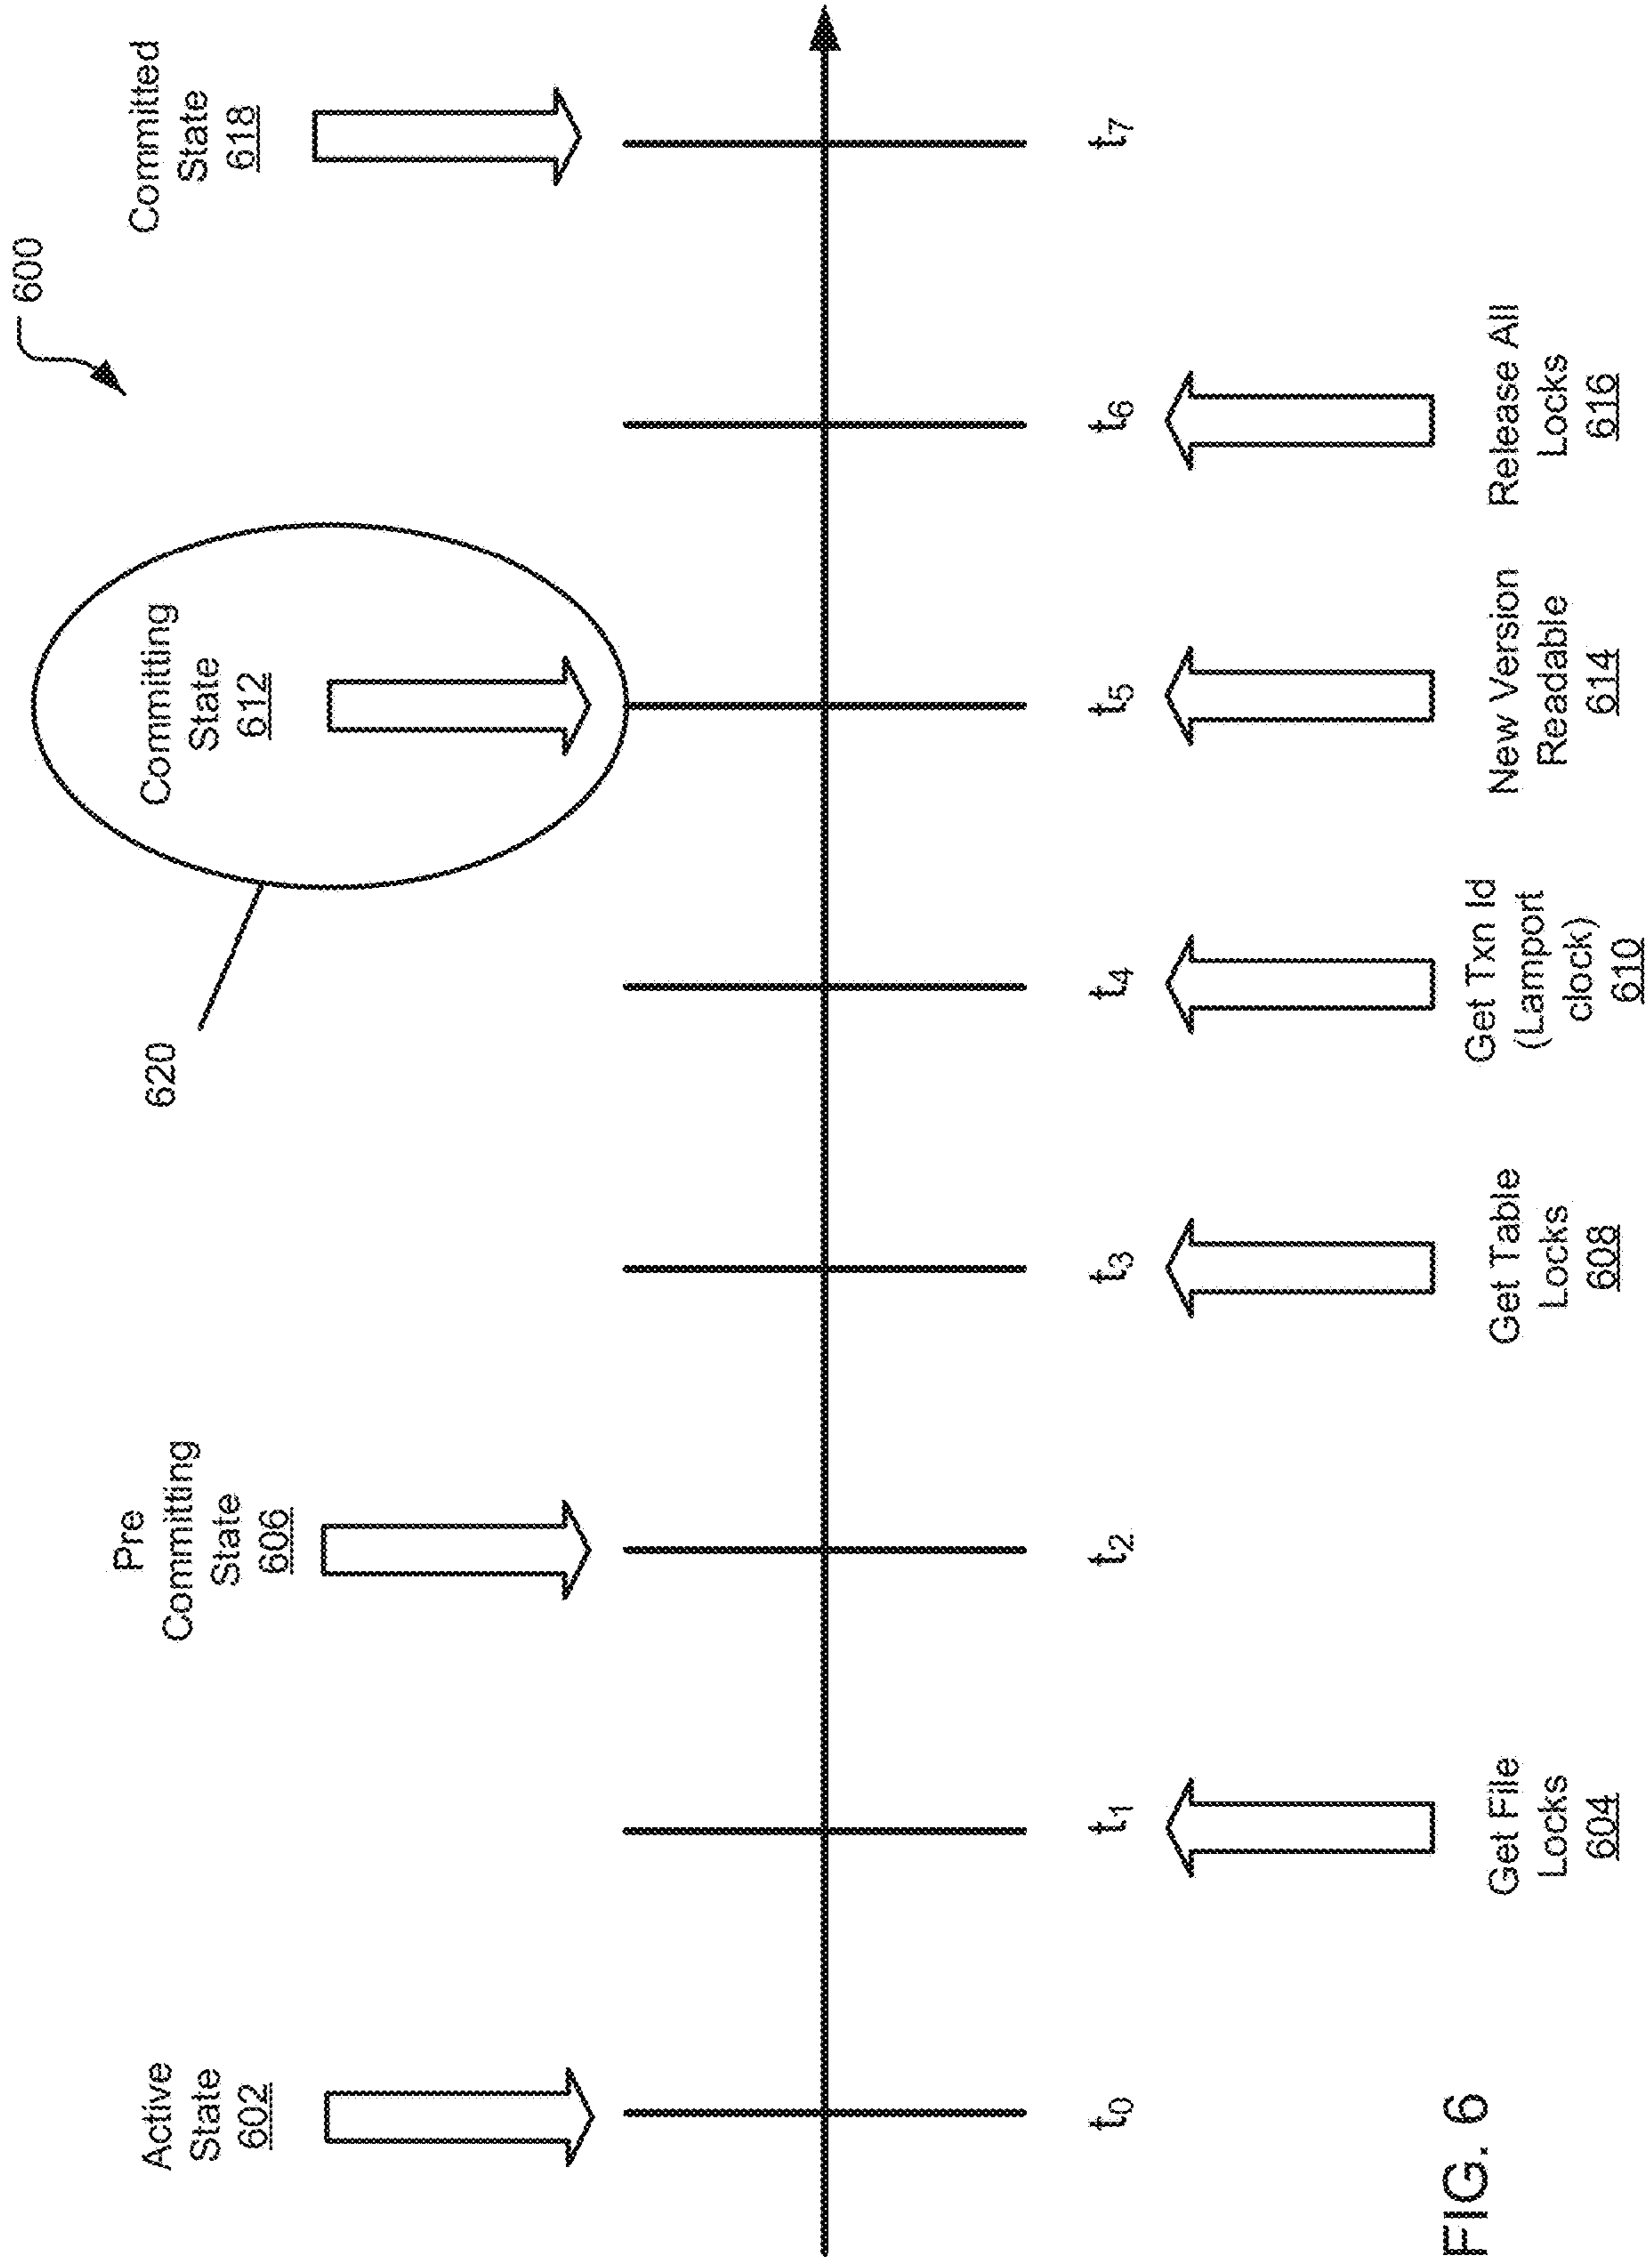 600
Active
State
602
Pre
Committing
State
606
620
Committing
State
612
Committed
State
618
t0
t1
t2
t3
t4
t5
t6
t7
Get File
Locks
604
Get Table
Locks
608
Get Txn Id
(Lamport
clock)
610
New Version
Readable
614
Release All
Locks
616
FIG. 6